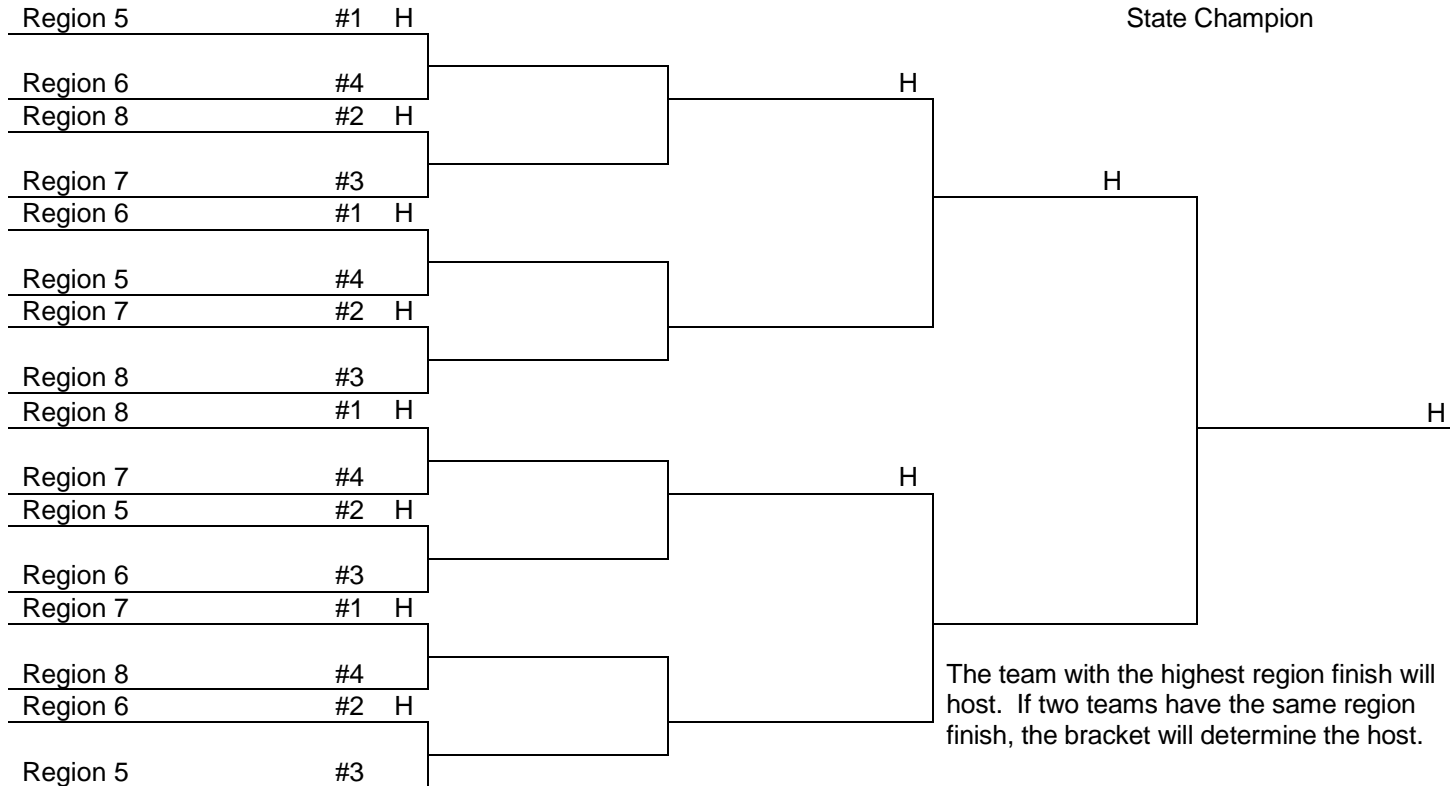 Region 5 #1 H State Champion
Region 6 #4 H
Region 8 #2 H
Region 7 #3 H
Region 6 #1 H
Region 5 #4
Region 7 #2 H
Region 8 #3
Region 8 #1 H H
Region 7 #4 H
Region 5 #2 H
Region 6 #3
Region 7 #1 H
Region 8 #4
Region 6 #2 H
Region 5 #3
The team with the highest region finish will
host. If two teams have the same region
finish, the bracket will determine the host.